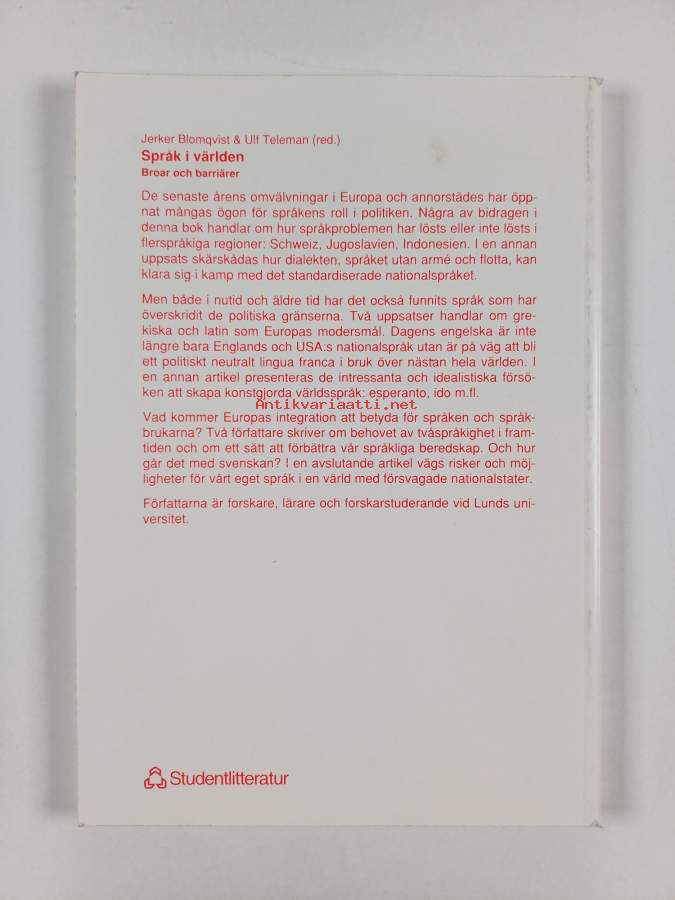 Jerker Blomqvist & Ulf Teleman (red.)
Språk i världen
Broar och barriärer
De senaste årens omvälvningar i Europa och annorstädes har öpp-
nat mångas ögon för språkens roll i politiken. Några av bidragen i
denna bok handlar om hur språkproblemen har lösts eller inte lösts i
flerspråkiga regioner: Schweiz, Jugoslavien, Indonesien. I en annan
uppsats skärskådas hur dialekten, språket utan armé och flotta, kan
klara sig i kamp med det standardiserade nationalspråket.
Men både i nutid och äldre tid har det också funnits språk som har
överskridit de politiska gränserna. Två uppsatser handlar om gre-
kiska och latin som Europas modersmål. Dagens engelska är inte
längre bara Englands och USA:s nationalspråk utan är på väg att bli
ett politiskt neutralt lingua franca i bruk över nästan hela världen. I
en annan artikel presenteras de intressanta och idealistiska försö-
ken att skapa konstgjorda världsspråk: esperanto, ido m.fl.
Antikvariaatti.net
Vad kommer Europas integration att betyda för språken och språk-
brukarna? Två författare skriver om behovet av tvåspråkighet i fram-
tiden och om ett sätt att förbättra vår språkliga beredskap. Och hur
går det med svenskan? I en avslutande artikel vägs risker och möj-
ligheter för vårt eget språk i en värld med försvagade nationalstater.
Författarna är forskare, lärare och forskarstuderande vid Lunds uni-
versitet.
Studentlitteratur